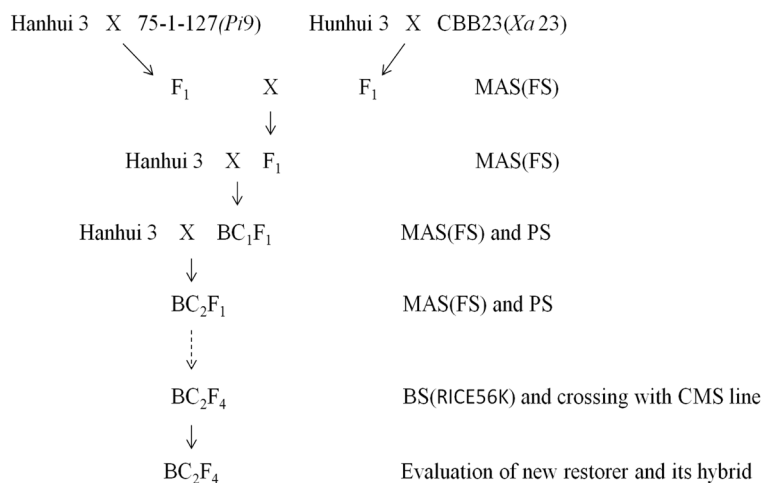 Hanhui 3 X 75-1-127(Pi9) Hunhui 3 X CBB23(Xa23)
F1 X F1 MAS(FS)
Hanhui 3 X F1 MAS(FS)
Hanhui 3 X BC1F1 MAS(FS) and PS
BC2F1 MAS(FS) and PS
BC2F4 BS(RICE56K) and crossing with CMS line
BC2F4 Evaluation of new restorer and its hybrid